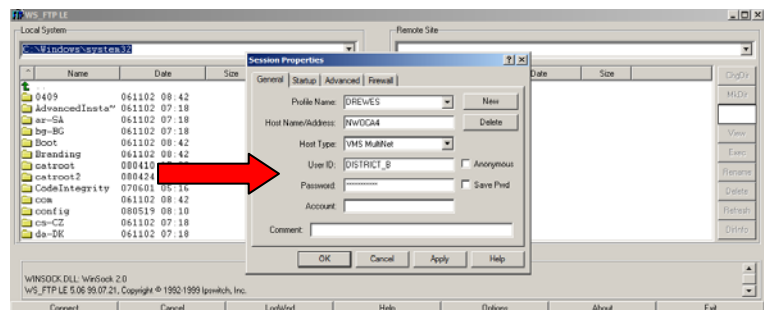 WS_FTP LE
Local System
Remote Site
C:\Windows\system32
Session Properties
General Startup Advanced Firewall
Profile Name: DREWES New
Host Name/Address: NWOCA4 Delete
Host Type: VMS MultiNet
User ID: DISTRICT_B Anonymous
Password: Save Pwd
Account:
Comment:
OK Cancel Apply Help
^ Name Date Size
..
0409 061102 08:42
AdvancedInsta~ 061102 07:18
ar-SA 061102 07:18
bg-BG 061102 07:18
Boot 061102 08:42
Branding 061102 08:42
catroot 080410
catroot2 080424
CodeIntegrity 070601 05:16
com 061102 08:42
config 080519 08:10
cs-CZ 061102 07:18
da-DK 061102 07:18
Date Size
ChgDir
MkDir
View
Exec
Rename
Delete
Refresh
DirInfo
WINSOCK.DLL: WinSock 2.0
WS_FTP LE 5.06 99.07.21, Copyright © 1992-1999 Ipswitch, Inc.
Connect Cancel LogWnd Help Options About Exit